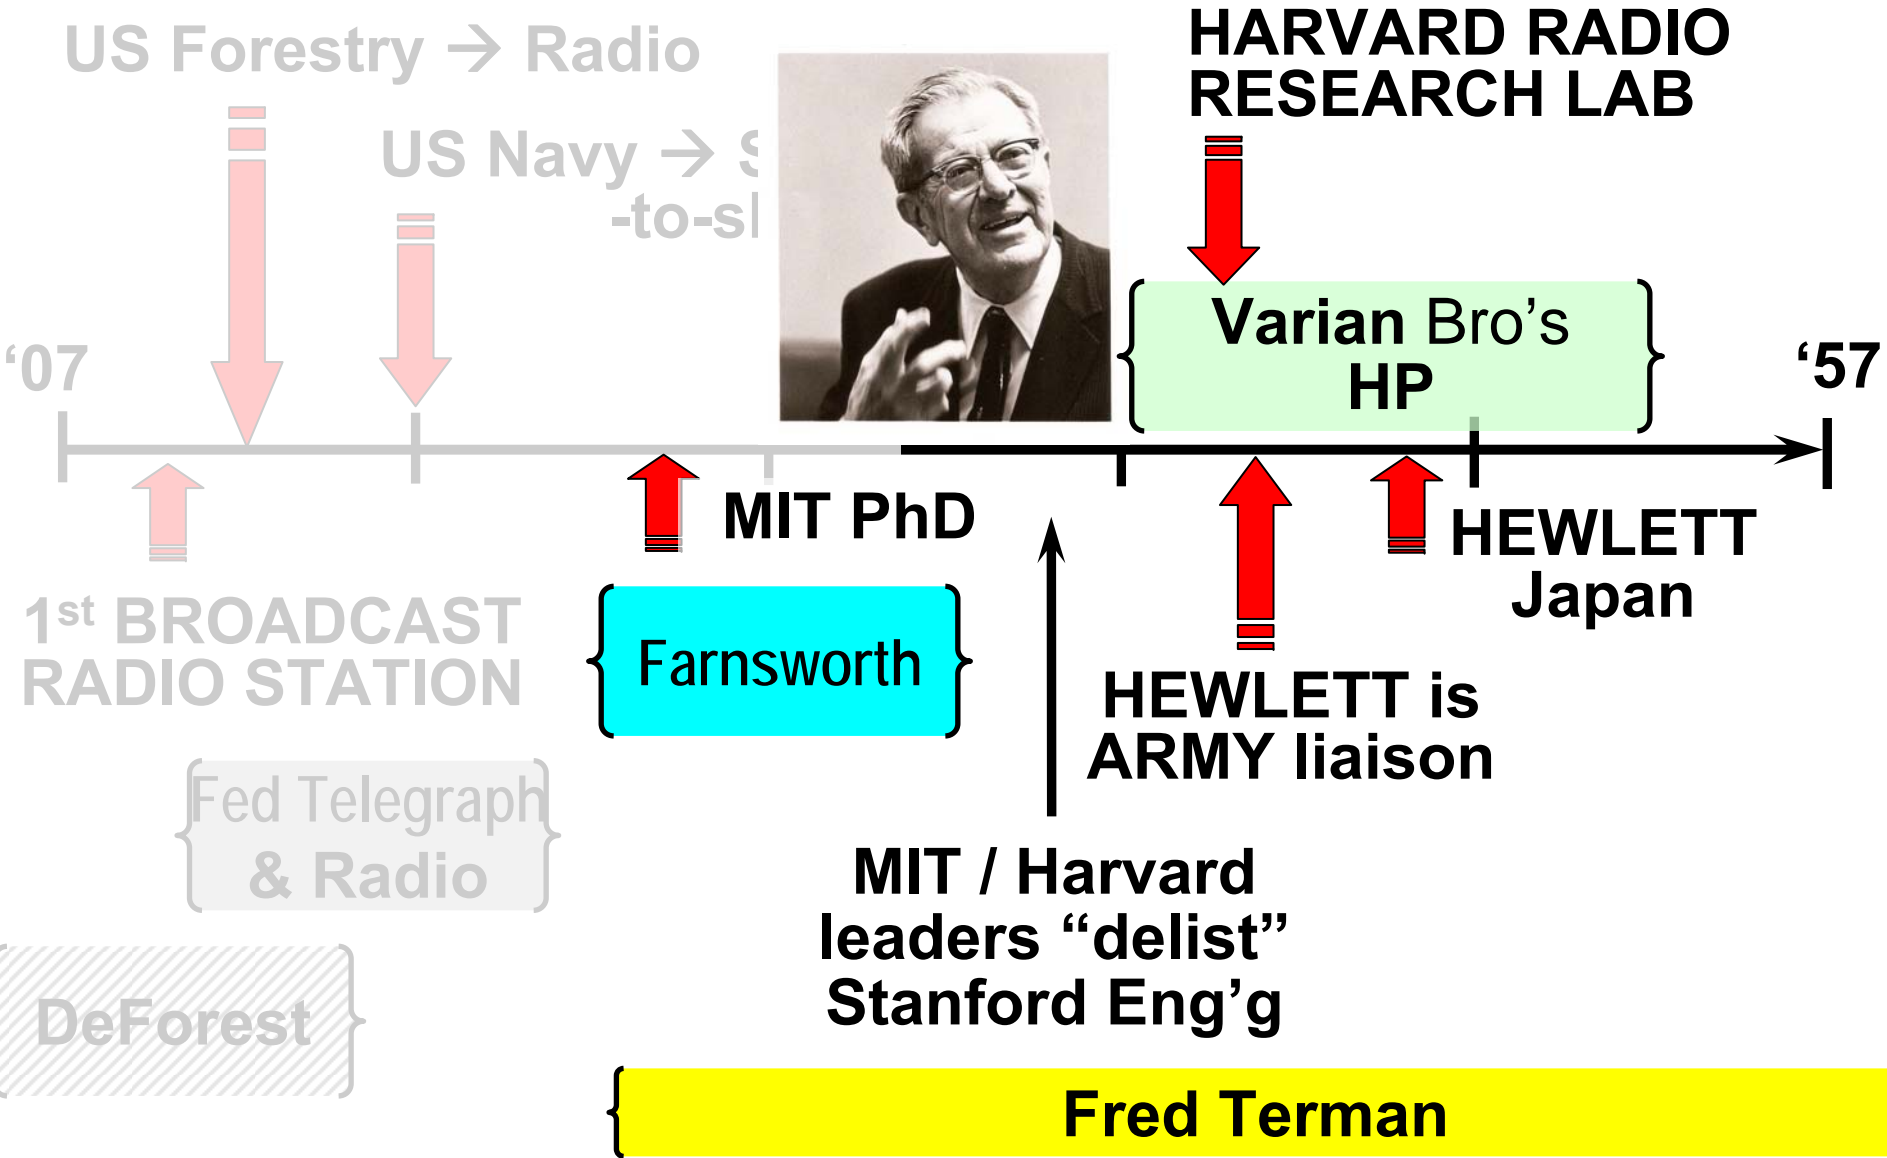 US Forestry → Radio
HARVARD RADIO
RESEARCH LAB
US Navy →
-to-
Varian Bro’s
HP
‘07
‘57
MIT PhD
HEWLETT
Japan
1st BROADCAST
RADIO STATION
Farnsworth
HEWLETT is
ARMY liaison
Fed Telegraph
& Radio
MIT / Harvard
leaders “delist”
Stanford Eng’g
DeForest
Fred Terman